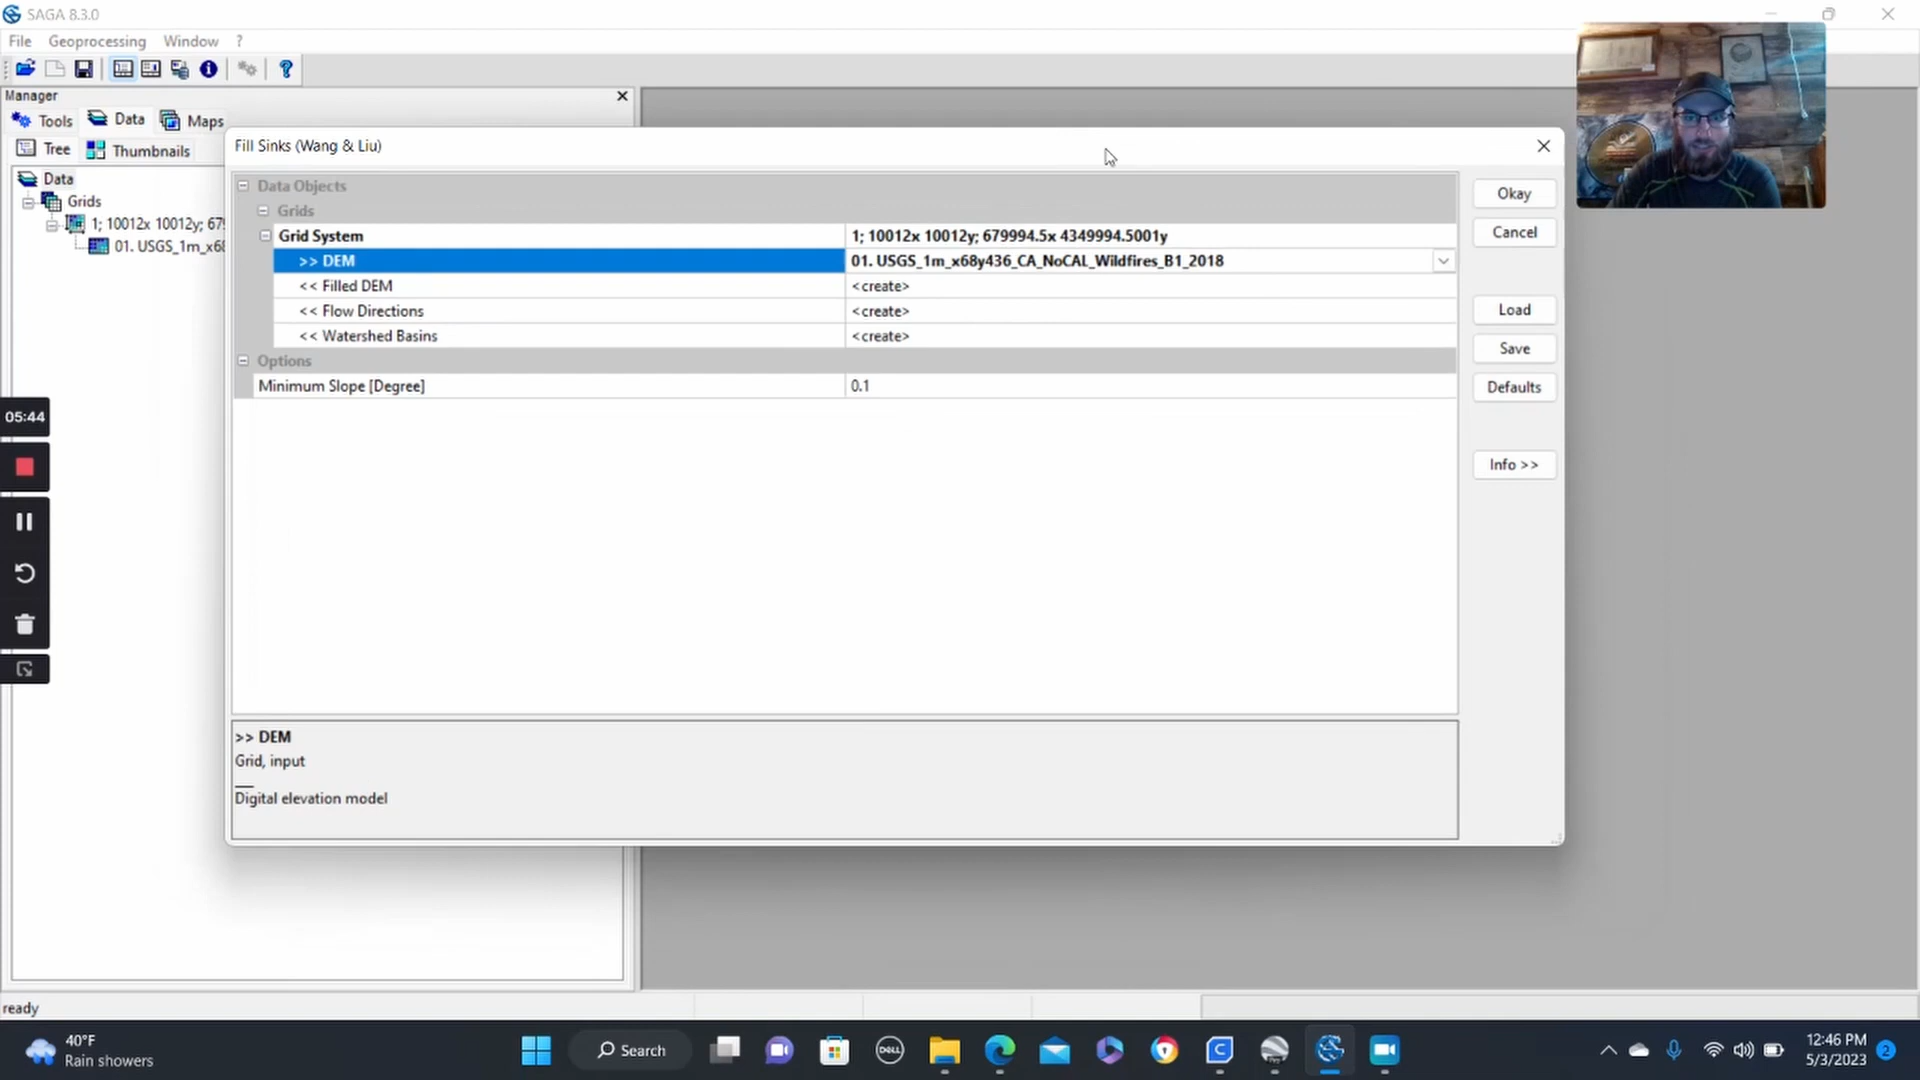 SAGA 8.3.0
File Geoprocessing Window ?
Manager
Tools Data Maps
Tree Thumbnails
Data
Grids
1; 10012x 10012y; 679
01. USGS_1m_x68
Fill Sinks (Wang & Liu)
Data Objects
Grids
Grid System 1; 10012x 10012y; 679994.5x 4349994.5001y
>> DEM 01. USGS_1m_x68y436_CA_NoCAL_Wildfires_B1_2018
<< Filled DEM <create>
<< Flow Directions <create>
<< Watershed Basins <create>
Options
Minimum Slope [Degree] 0.1
Okay
Cancel
Load
Save
Defaults
Info >>
05:44
>> DEM
Grid, input
Digital elevation model
ready
40°F
Rain showers
Search
DELL
12:46 PM
5/3/2023
2